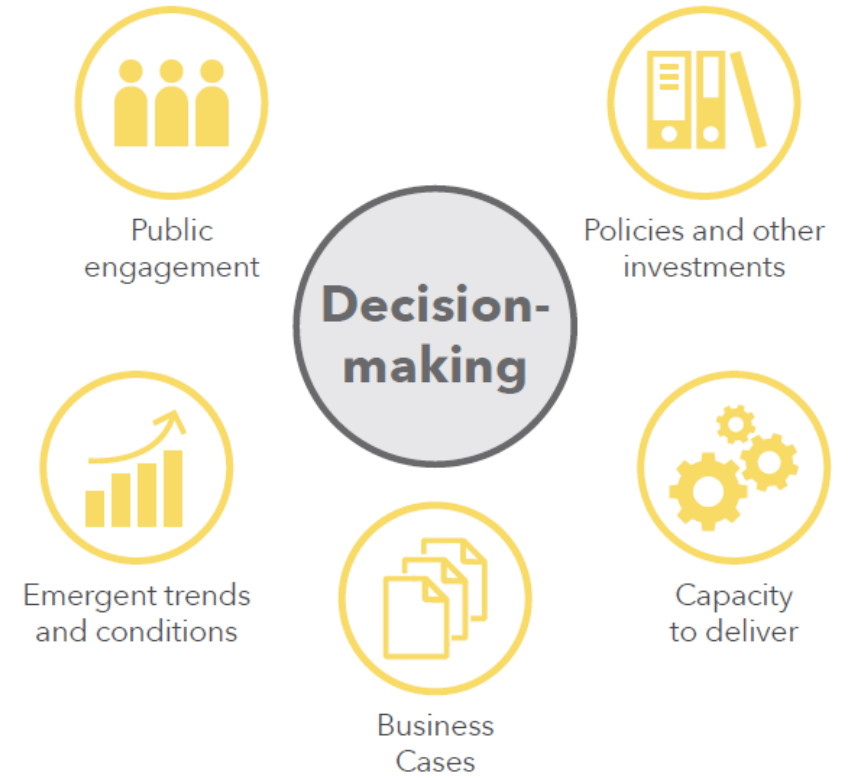 Public
engagement
Policies and other
investments
Decision-
making
Emergent trends
and conditions
Capacity
to deliver
Business
Cases